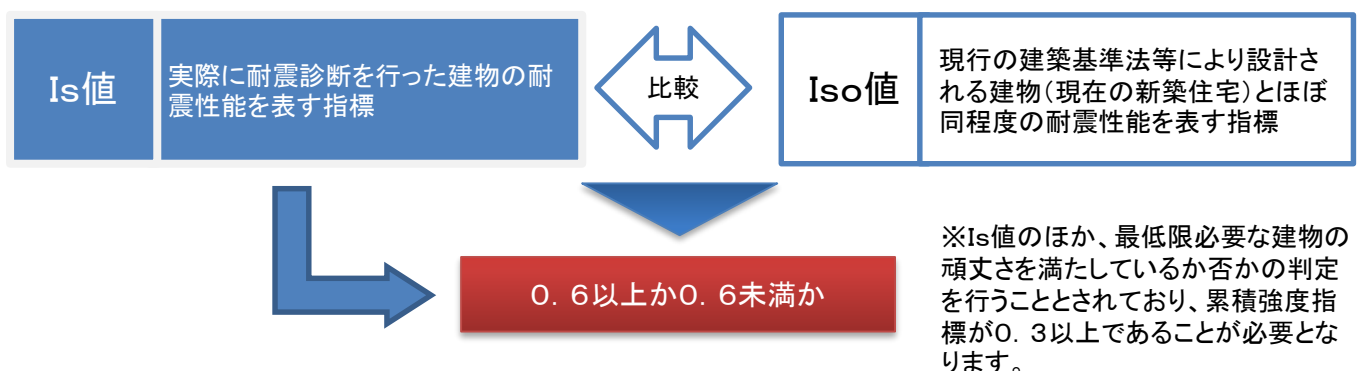 Is値
実際に耐震診断を行った建物の耐
震性能を表す指標
比較
Iso値
現行の建築基準法等により設計さ
れる建物(現在の新築住宅)とほぼ
同程度の耐震性能を表す指標
0.6以上か0.6未満か
※Is値のほか、最低限必要な建物の
頑丈さを満たしているか否かの判定
を行うこととされており、累積強度指
標が0.3以上であることが必要とな
ります。